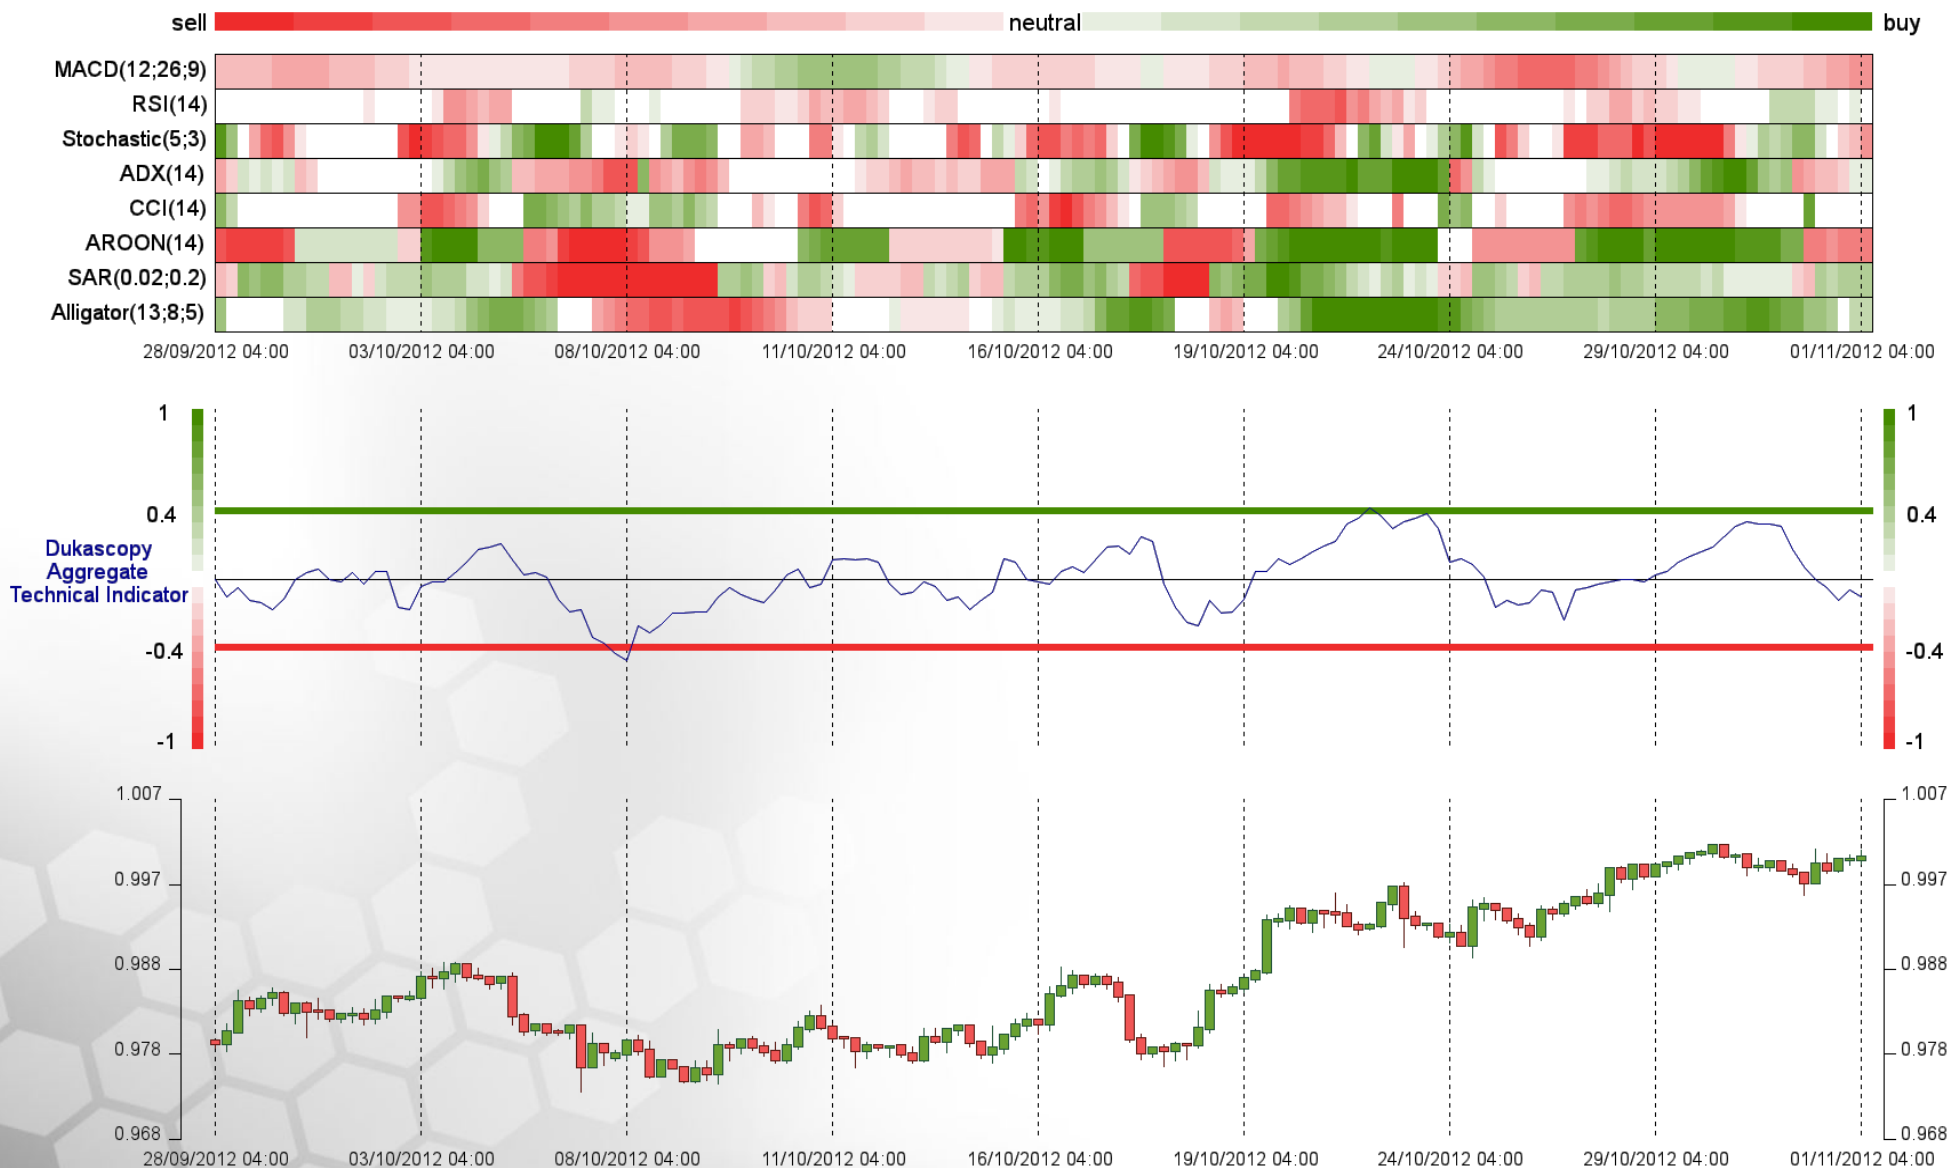 sell neutral buy
MACD(12;26;9)
RSI(14)
Stochastic(5;3)
ADX(14)
CCI(14)
AROON(14)
SAR(0.02;0.2)
Alligator(13;8;5)
28/09/2012 04:00 03/10/2012 04:00 08/10/2012 04:00 11/10/2012 04:00 16/10/2012 04:00 19/10/2012 04:00 24/10/2012 04:00 29/10/2012 04:00 01/11/2012 04:00
1 1
0.4 0.4
Dukascopy
Aggregate
Technical Indicator
-0.4 -0.4
-1 -1
1.007 1.007
0.997 0.997
0.988 0.988
0.978 0.978
0.968 0.968
28/09/2012 04:00 03/10/2012 04:00 08/10/2012 04:00 11/10/2012 04:00 16/10/2012 04:00 19/10/2012 04:00 24/10/2012 04:00 29/10/2012 04:00 01/11/2012 04:00